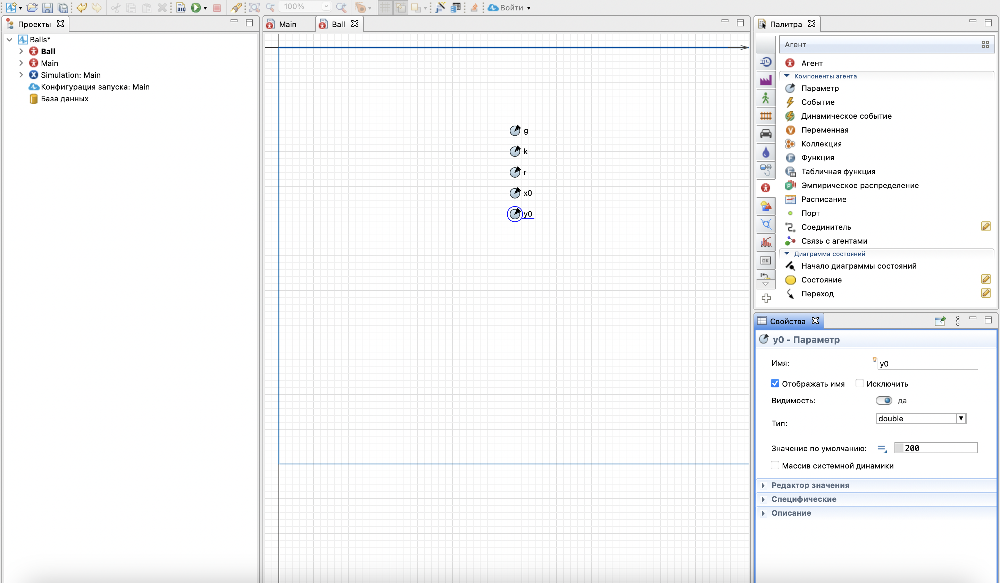 100%
Войти
Проекты
Balls*
Ball
Main
Simulation: Main
Конфигурация запуска: Main
База данных
Main
Ball
g
k
r
x0
y0
Палитра
Агент
Агент
Компоненты агента
Параметр
Событие
Динамическое событие
Переменная
Коллекция
Функция
Табличная функция
Эмпирическое распределение
Расписание
Порт
Соединитель
Связь с агентами
Диаграмма состояний
Начало диаграммы состояний
Состояние
Переход
OK
Свойства
y0 - Параметр
Имя:
y0
Отображать имя
Исключить
Видимость:
да
Тип:
double
Значение по умолчанию:
200
Массив системной динамики
Редактор значения
Специфические
Описание